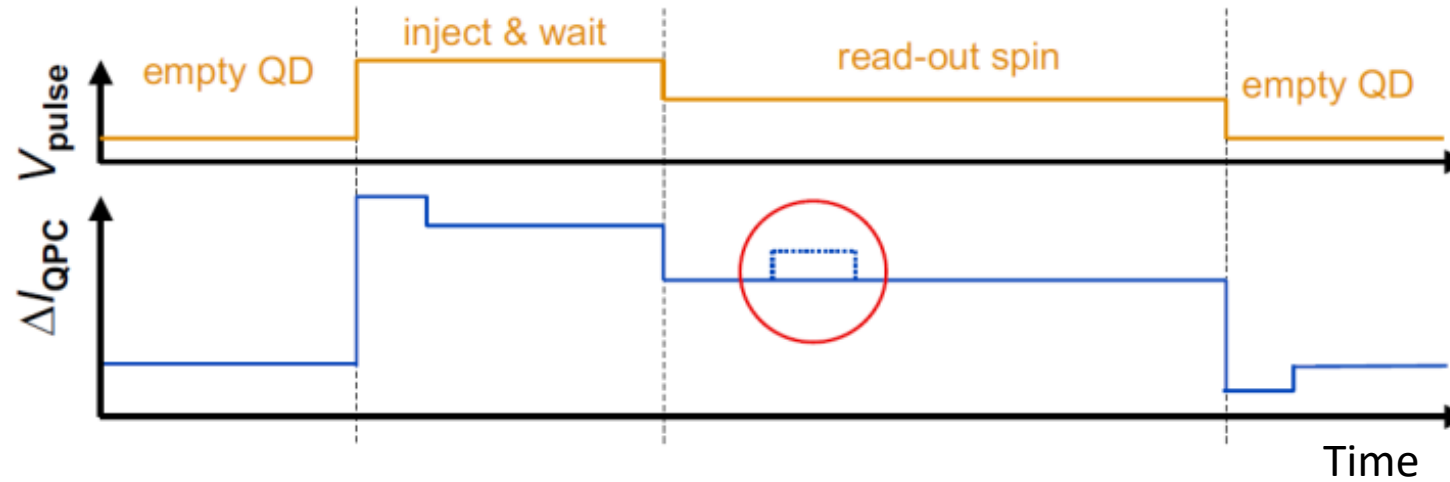 inject & wait
empty QD
read-out spin
empty QD
Vpulse
ΔIQPC
Time